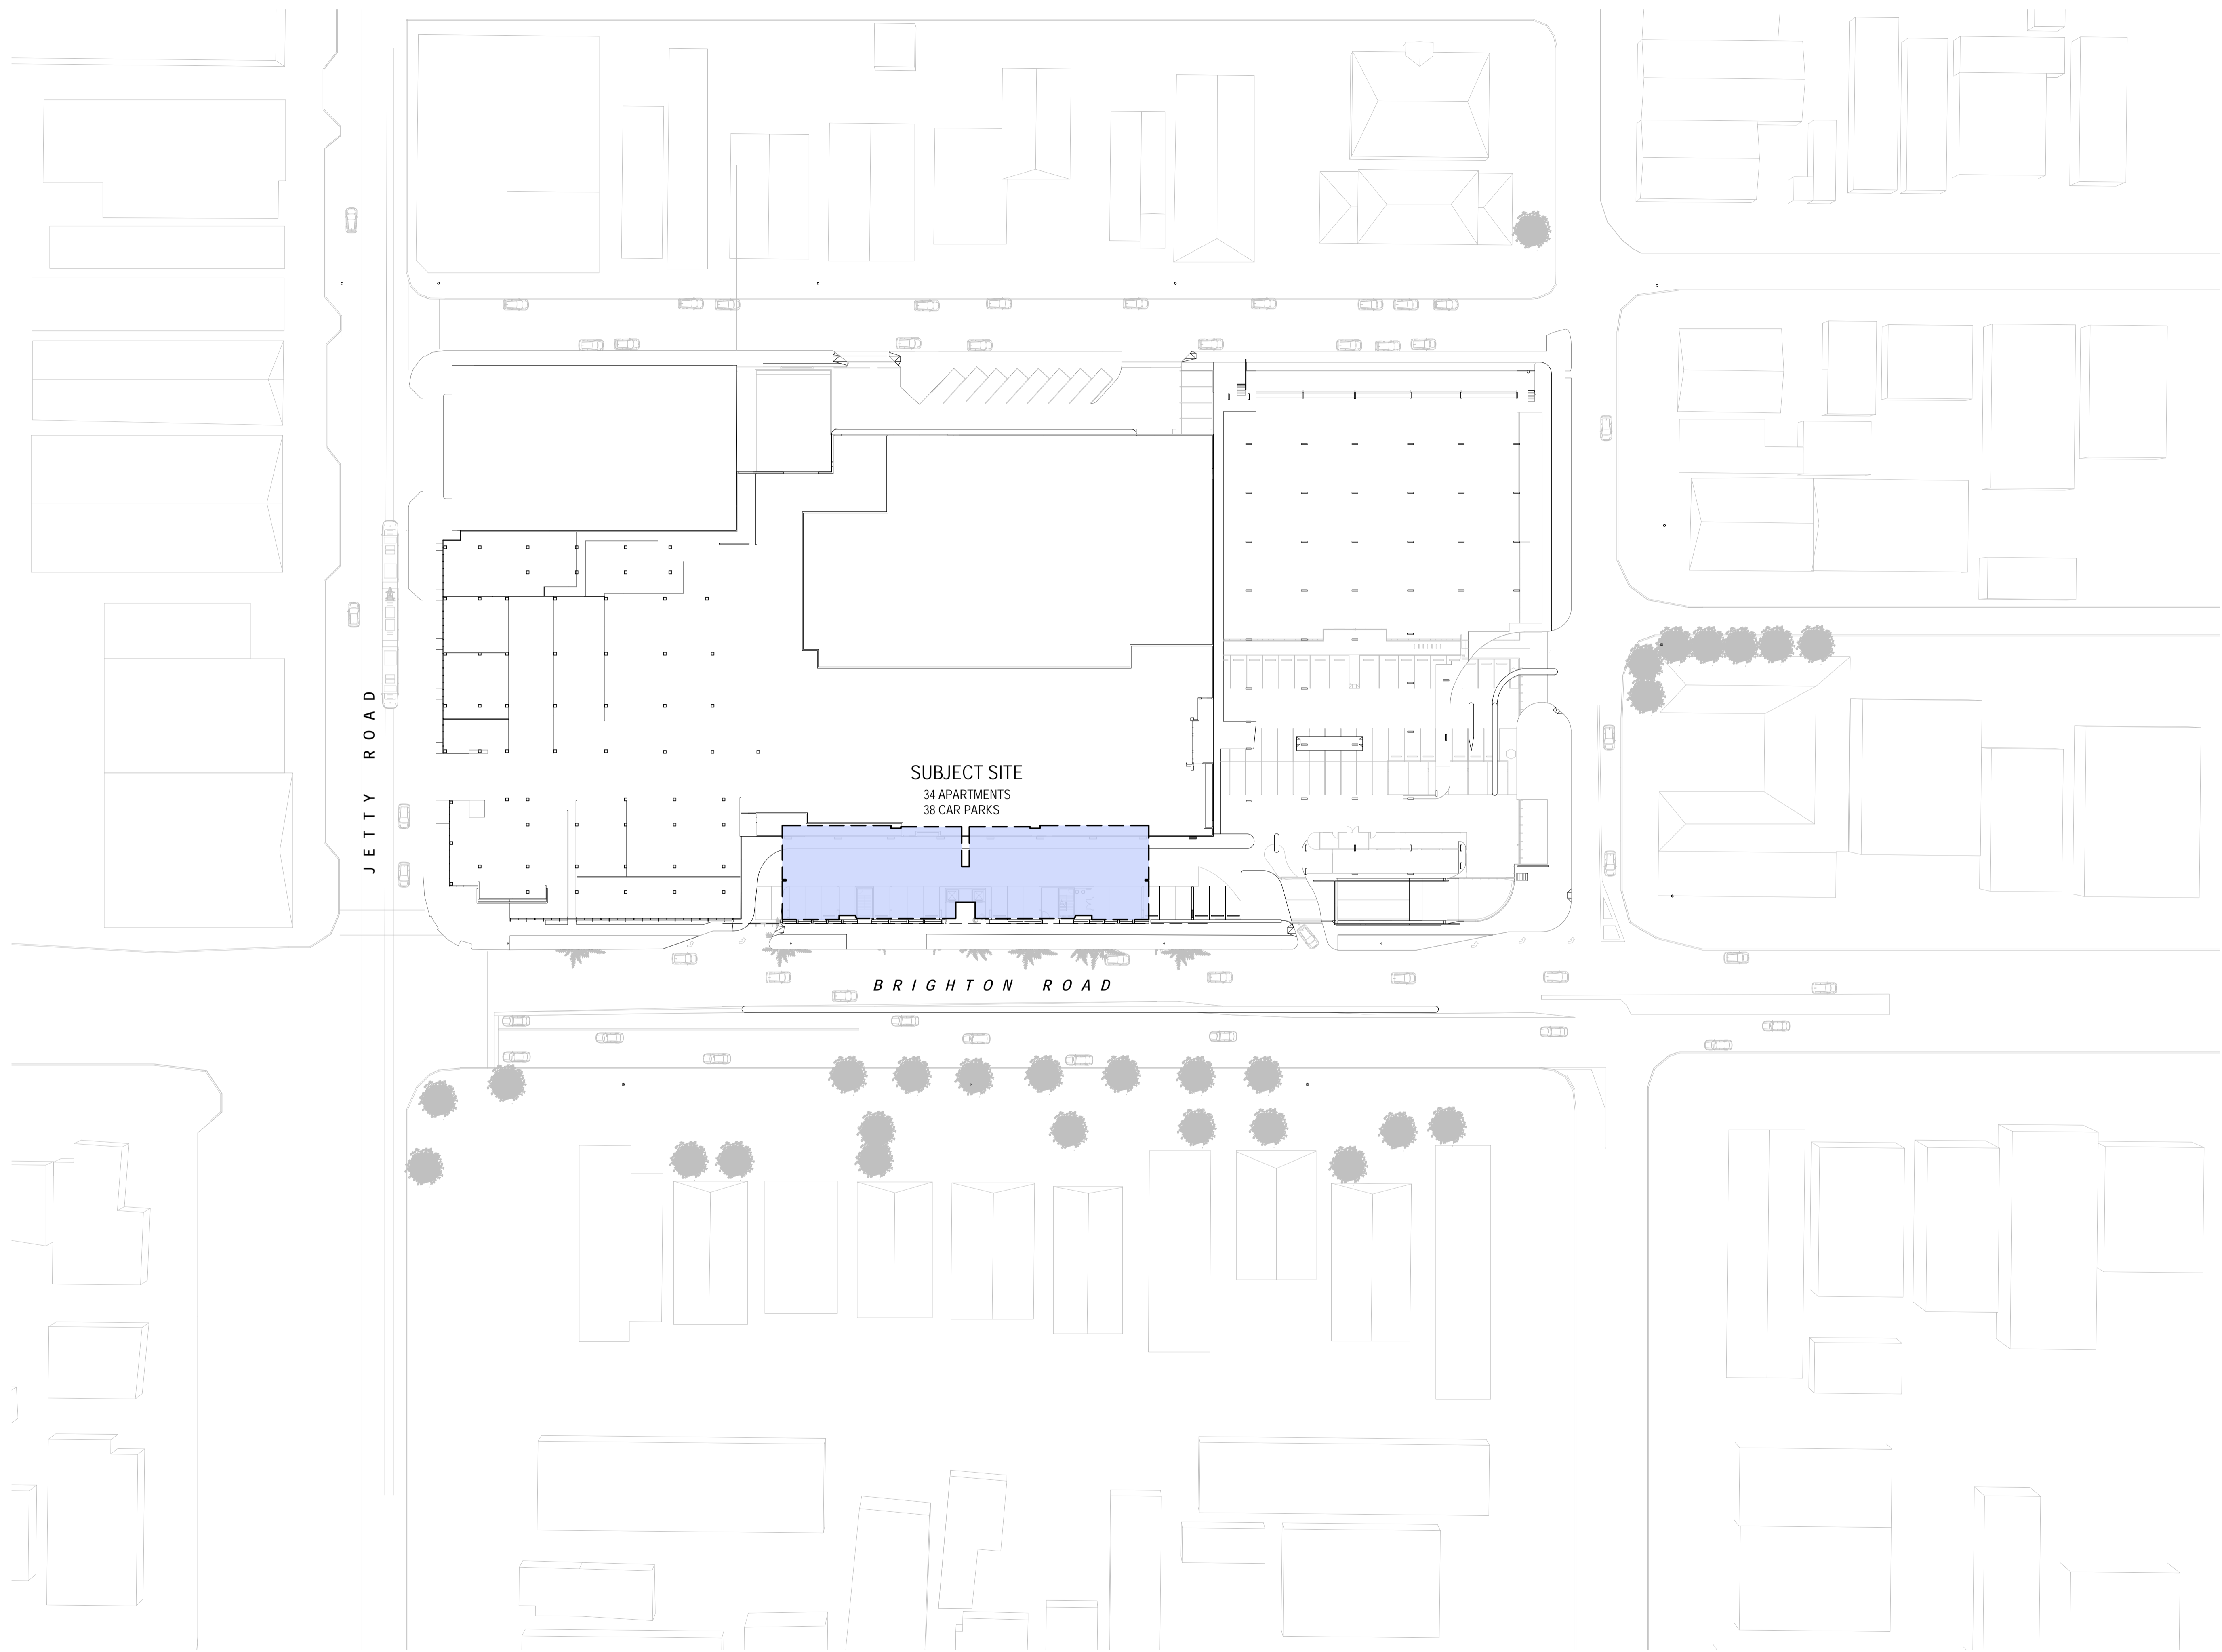 JETTY ROAD
SUBJECT SITE
34 APARTMENTS
38 CAR PARKS
BRIGHTON ROAD